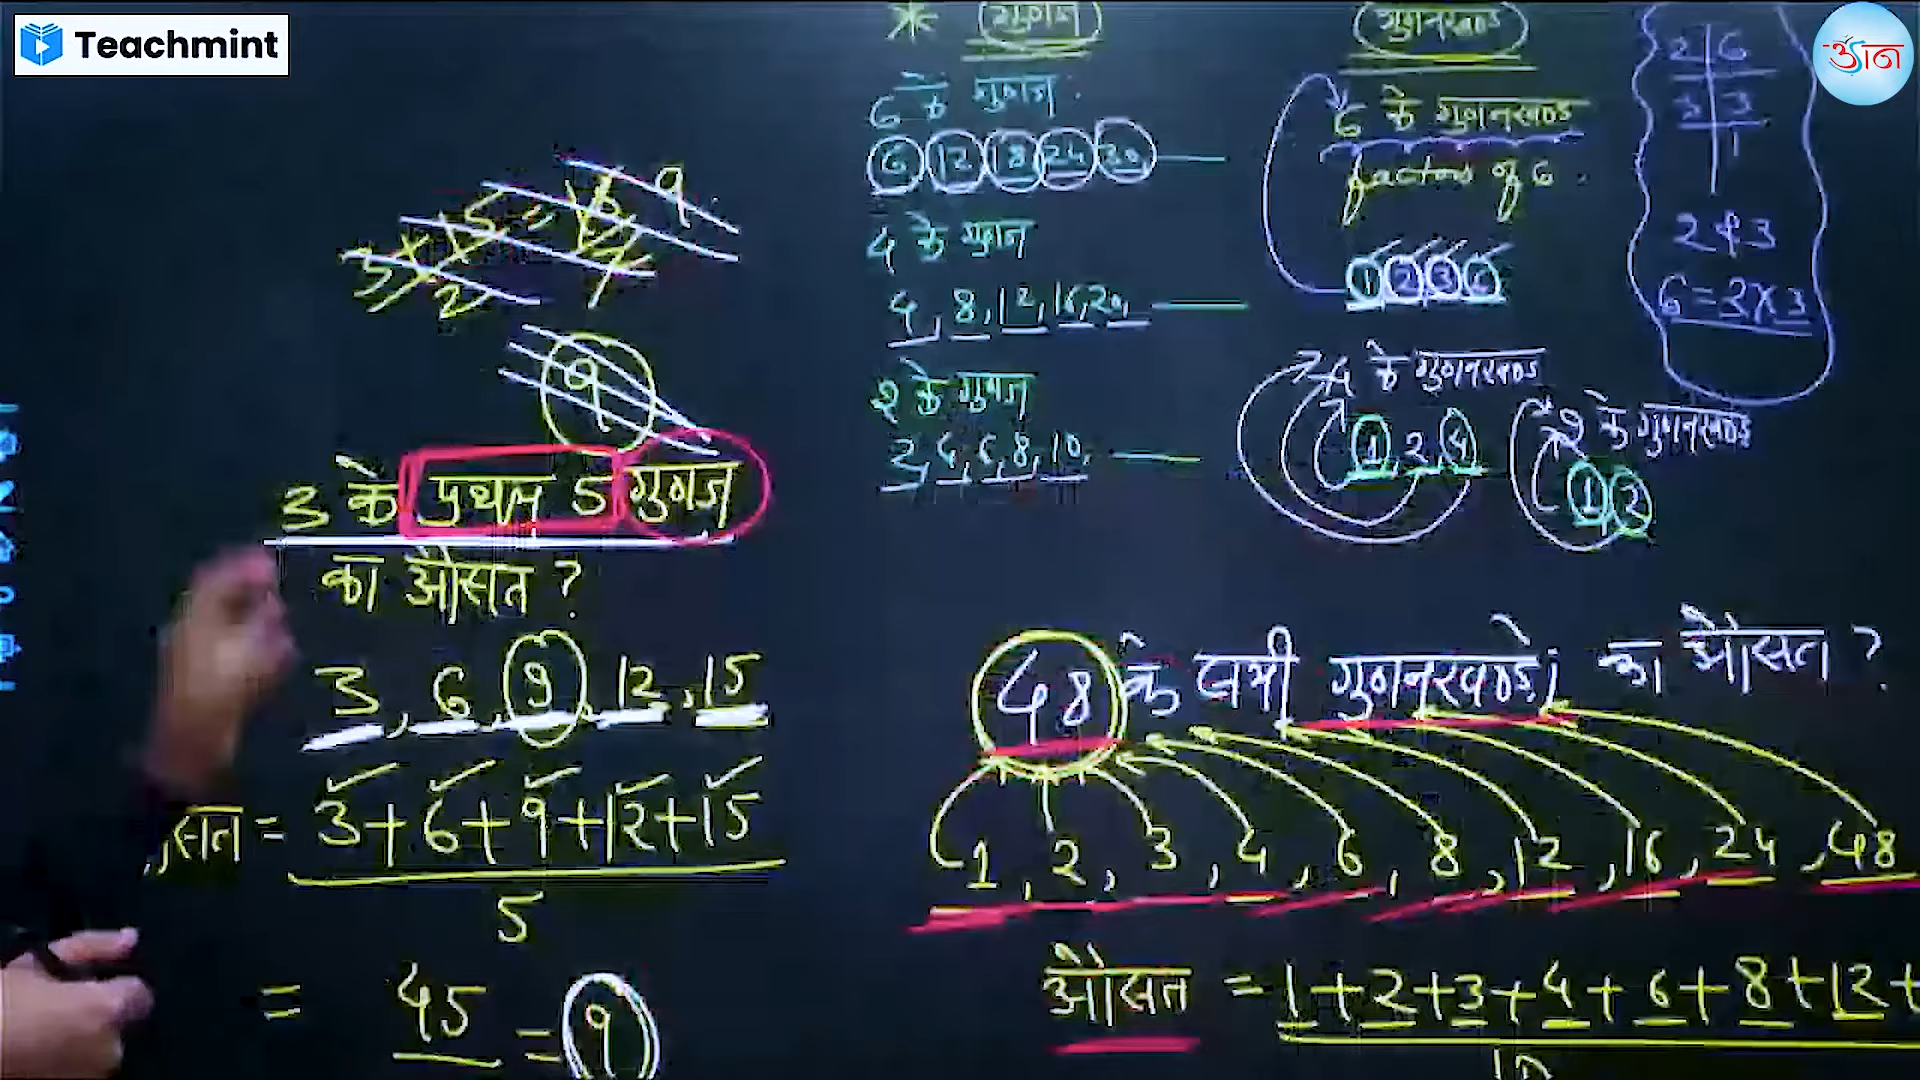 Teachmint
ज्ञान
* गुणज
6 के गुणज
6 12 18 24 30
4 के गुणज
4, 8, 12, 16, 20,
2 के गुणज
2, 4, 6, 8, 10,
गुणनखण्ड
6 के गुणनखण्ड
factors of 6.
1 2 3 6
4 के गुणनखण्ड
1, 2, 4
2 के गुणनखण्ड
1 2
2 | 6
3 | 3
1
2 & 3
6 = 2 x 3
9
9
3 के प्रथम 5 गुणज
का औसत ?
3, 6, 9, 12, 15
= 3+6+9+12+15
5
= 45 = 9
48 के सभी गुणनखण्डों का औसत ?
1, 2, 3, 4, 6, 8, 12, 16, 24, 48
औसत = 1+2+3+4+6+8+12+
10